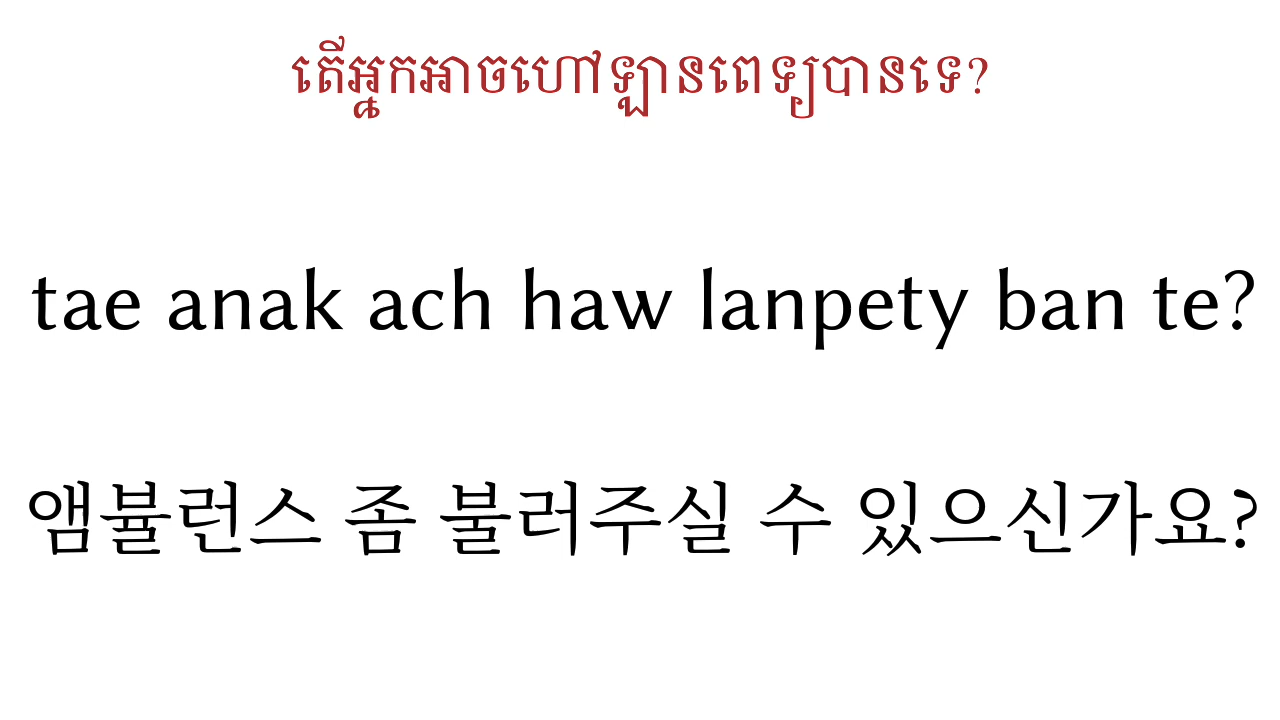 តើអ្នកអាចហៅឡានពេទ្យបានទេ?
tae anak ach haw lanpety ban te?
앰뷸런스 좀 불러주실 수 있으신가요?